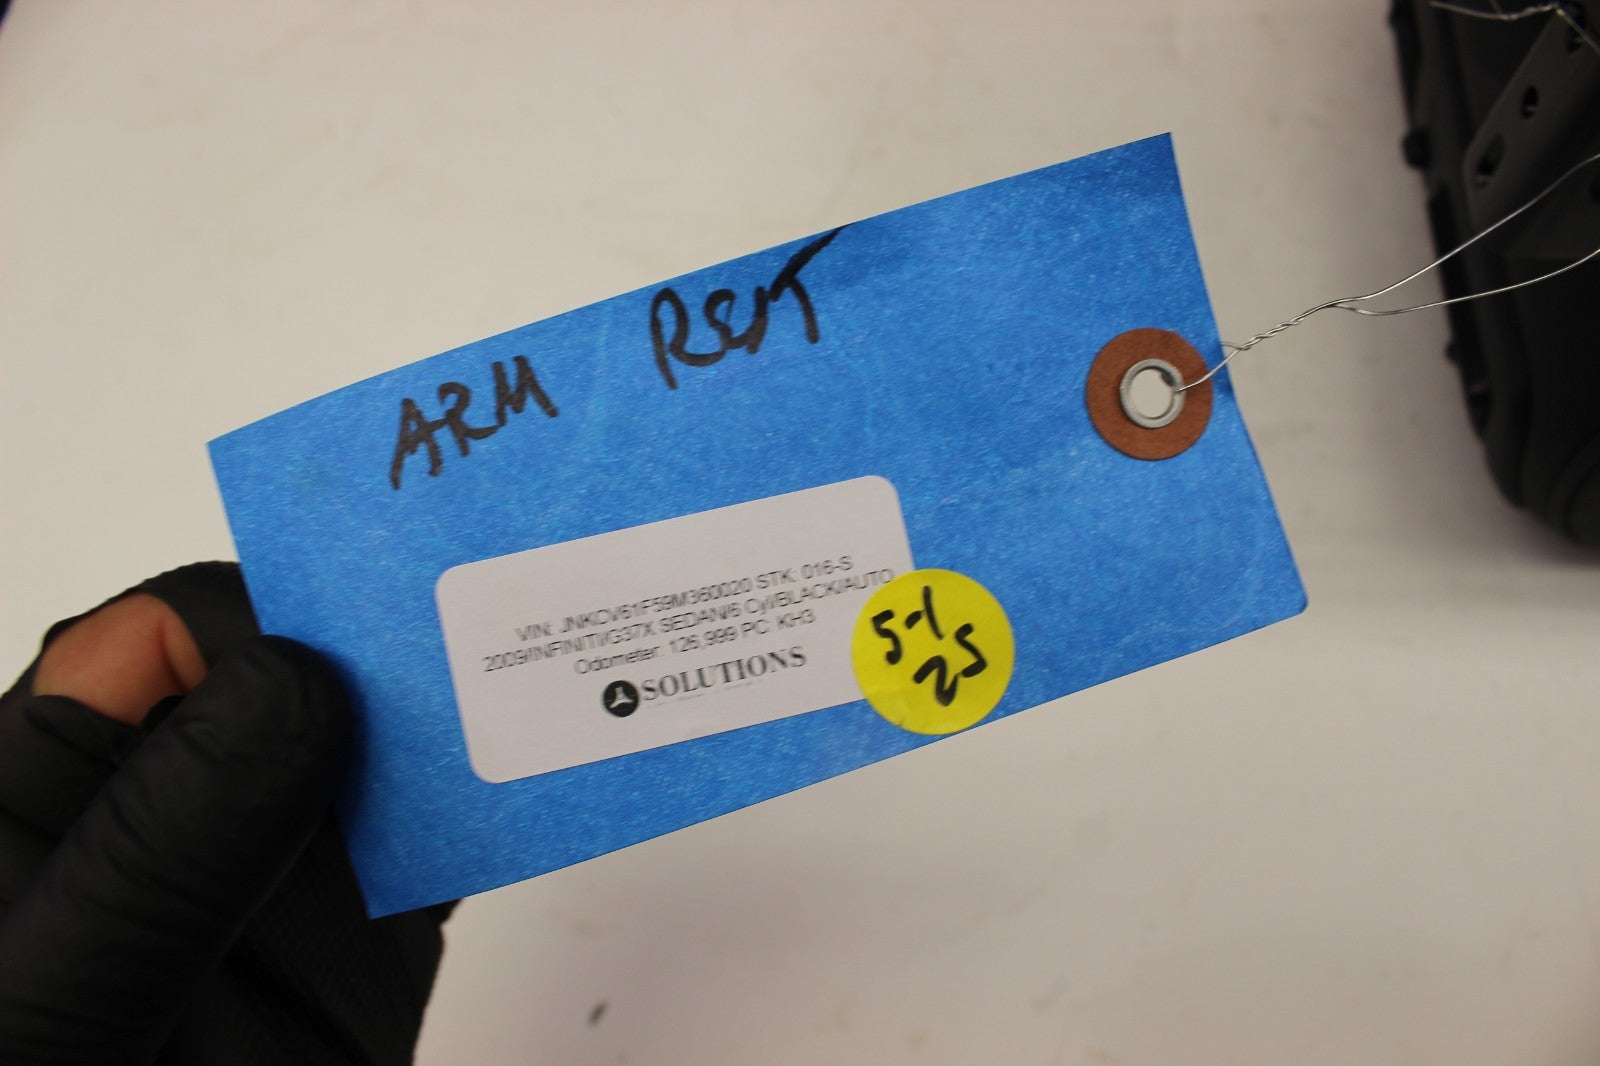 ARM REST
VIN: JNKCV61F59M360020 STK: 016-S
2009/INFINITI/G37X SEDAN/6 Cyl/BLACK/AUTO
Odometer: 126,999 PC: KH3
SOLUTIONS
5-1
25